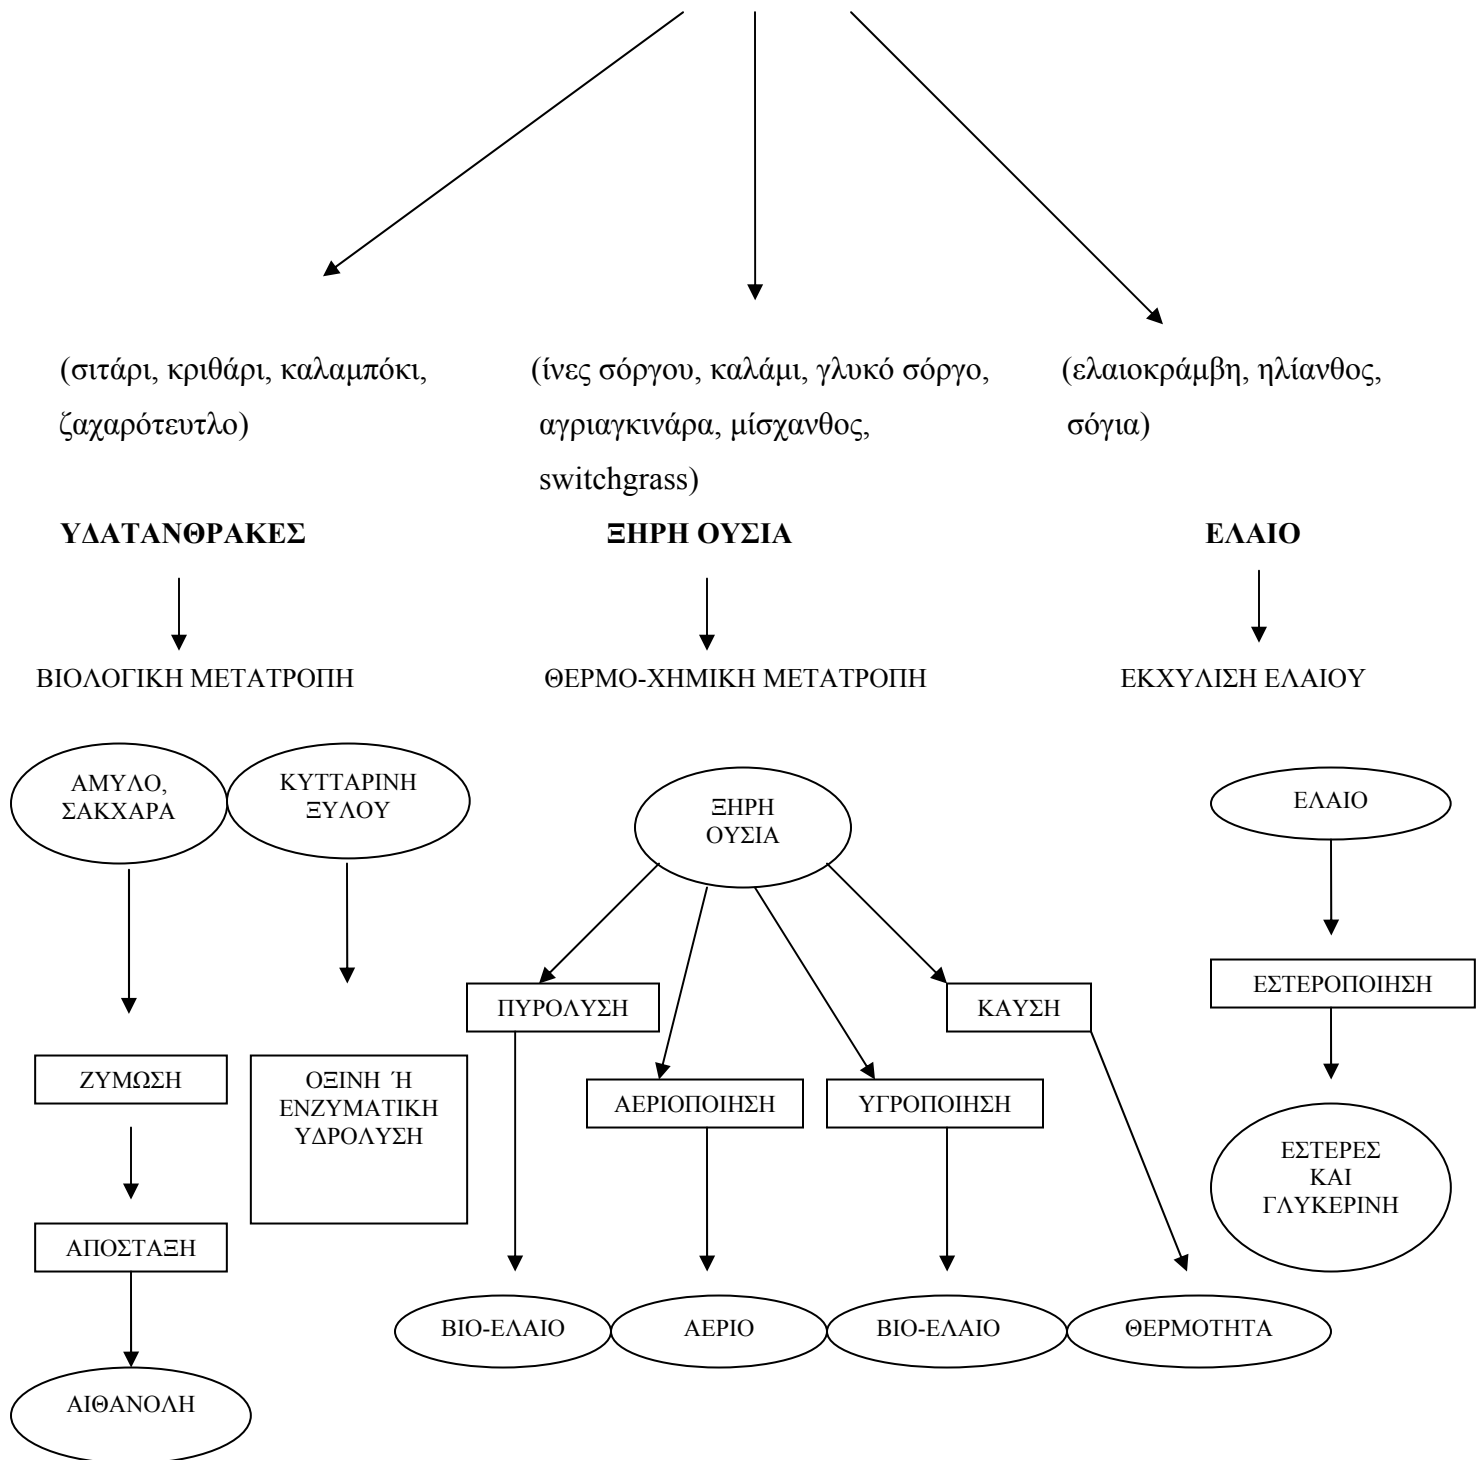 (σιτάρι, κριθάρι, καλαμπόκι,
ζαχαρότευτλο)
(ίνες σόργου, καλάμι, γλυκό σόργο,
αγριαγκινάρα, μίσχανθος,
switchgrass)
(ελαιοκράμβη, ηλίανθος,
σόγια)
ΥΔΑΤΑΝΘΡΑΚΕΣ
ΞΗΡΗ ΟΥΣΙΑ
ΕΛΑΙΟ
ΒΙΟΛΟΓΙΚΗ ΜΕΤΑΤΡΟΠΗ
ΘΕΡΜΟ-ΧΗΜΙΚΗ ΜΕΤΑΤΡΟΠΗ
ΕΚΧΥΛΙΣΗ ΕΛΑΙΟΥ
ΑΜΥΛΟ,
ΣΑΚΧΑΡΑ
ΚΥΤΤΑΡΙΝΗ
ΞΥΛΟΥ
ΞΗΡΗ
ΟΥΣΙΑ
ΕΛΑΙΟ
ΠΥΡΟΛΥΣΗ
ΚΑΥΣΗ
ΕΣΤΕΡΟΠΟΙΗΣΗ
ΖΥΜΩΣΗ
ΟΞΙΝΗ Ή
ΕΝΖΥΜΑΤΙΚΗ
ΥΔΡΟΛΥΣΗ
ΑΕΡΙΟΠΟΙΗΣΗ
ΥΓΡΟΠΟΙΗΣΗ
ΕΣΤΕΡΕΣ
ΚΑΙ
ΓΛΥΚΕΡΙΝΗ
ΑΠΟΣΤΑΞΗ
ΒΙΟ-ΕΛΑΙΟ
ΑΕΡΙΟ
ΒΙΟ-ΕΛΑΙΟ
ΘΕΡΜΟΤΗΤΑ
ΑΙΘΑΝΟΛΗ